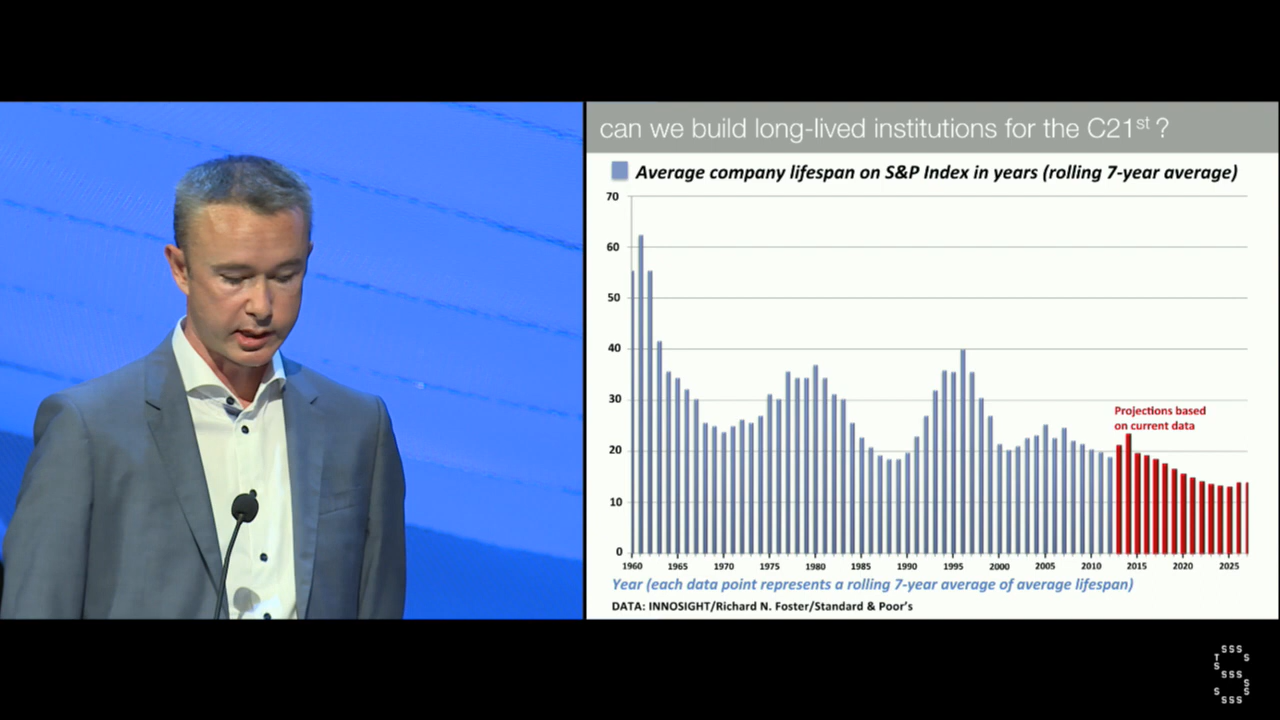 can we build long-lived institutions for the C21st ?
Average company lifespan on S&P Index in years (rolling 7-year average)
70
60
50
40
30
20
10
0
Projections based
on current data
1960 1965 1970 1975 1980 1985 1990 1995 2000 2005 2010 2015 2020 2025
Year (each data point represents a rolling 7-year average of average lifespan)
DATA: INNOSIGHT/Richard N. Foster/Standard & Poor's
SSS
T S
S
SSS
S
S S
SSS